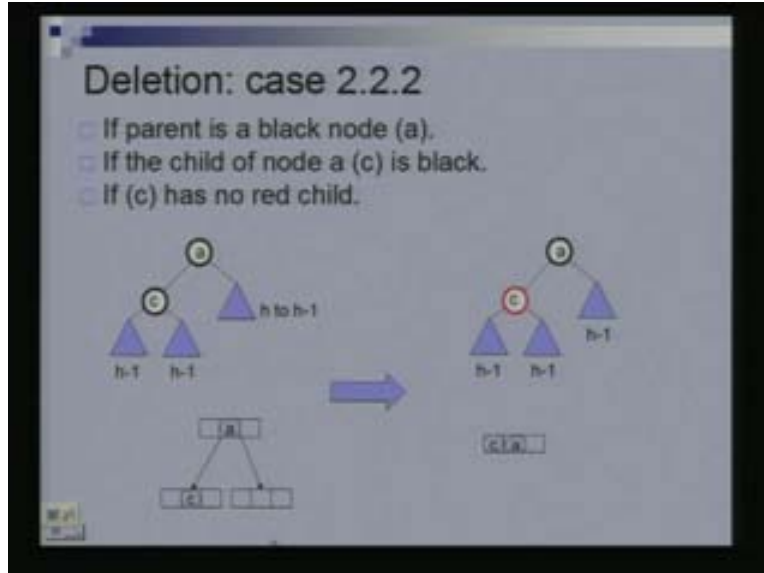 Deletion: case 2.2.2
If parent is a black node (a).
If the child of node a (c) is black.
If (c) has no red child.
a
a
c
h to h-1
c
h-1
h-1
h-1
h-1
h-1
a
c a
c